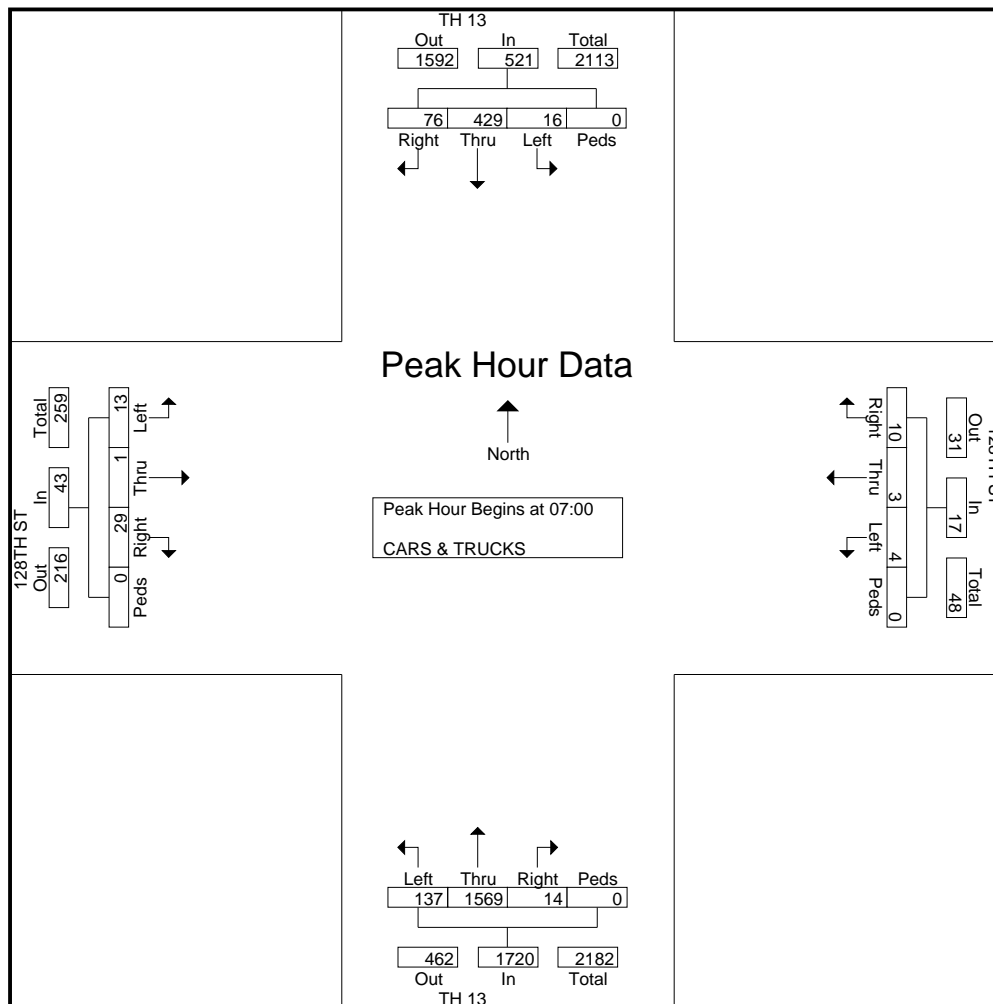 TH 13
Out In Total
1592 521 2113
76 429 16 0
Right Thru Left Peds
Peak Hour Data
North
Peak Hour Begins at 07:00
CARS & TRUCKS
128TH ST
Total In Out
259 43 216
13 1 29 0
Left Thru Right Peds
Right Thru Left Peds
10 3 4 0
Out In Total
31 17 48
Left Thru Right Peds
137 1569 14 0
462 1720 2182
Out In Total
TH 13